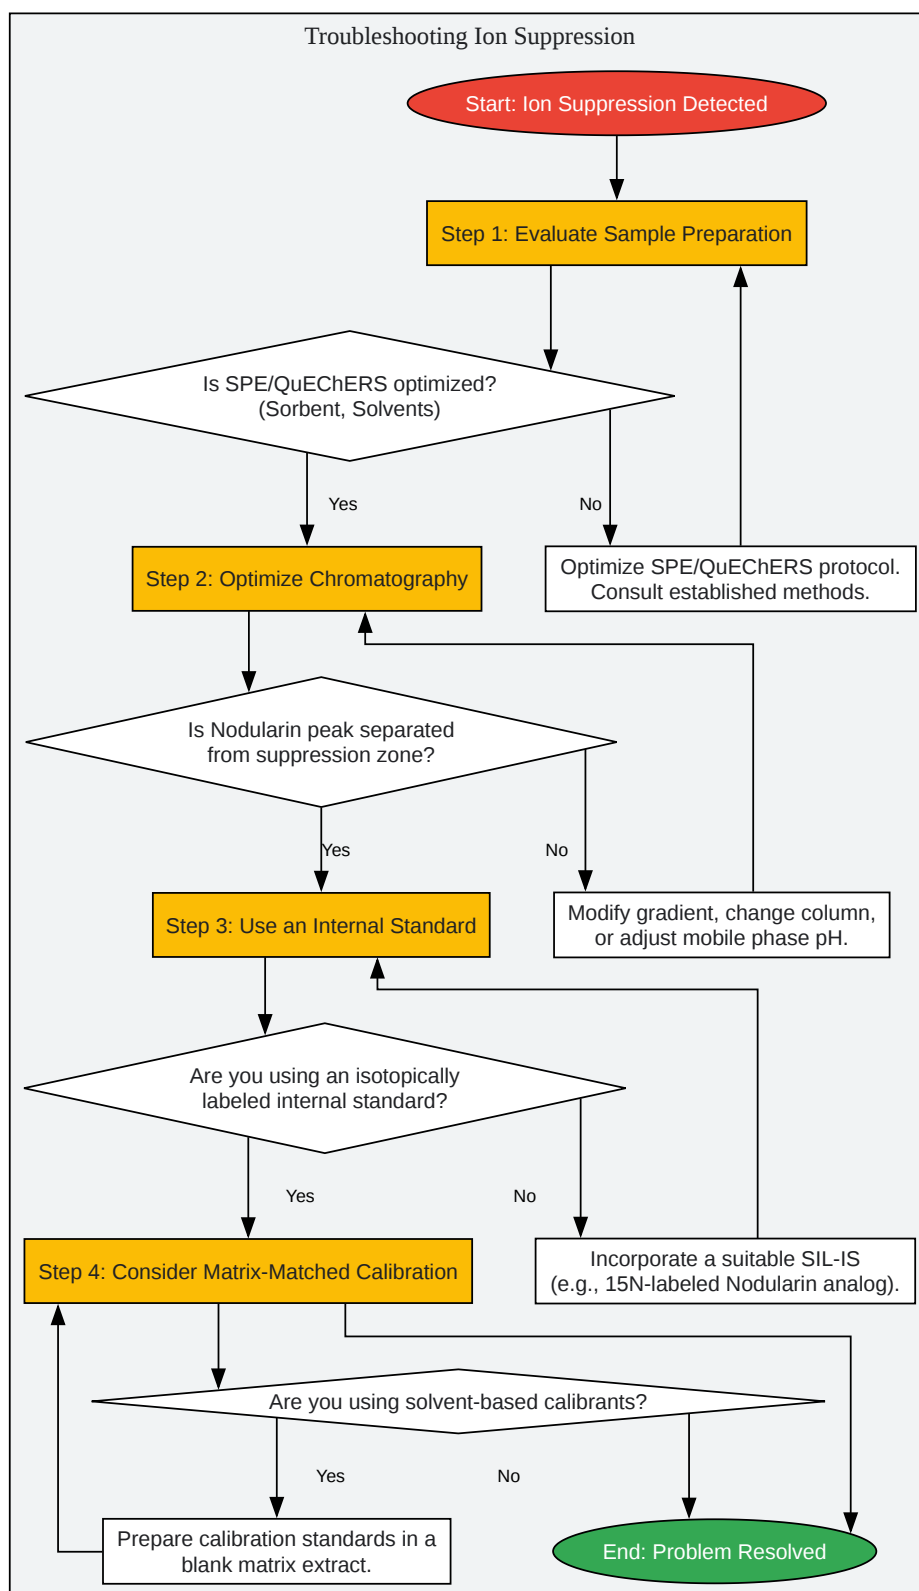 Troubleshooting Ion Suppression
Start: Ion Suppression Detected
Step 1: Evaluate Sample Preparation
Is SPE/QuEChERS optimized?
(Sorbent, Solvents)
Yes
No
Step 2: Optimize Chromatography
Optimize SPE/QuEChERS protocol.
Consult established methods.
Is Nodularin peak separated
from suppression zone?
Yes
No
Step 3: Use an Internal Standard
Modify gradient, change column,
or adjust mobile phase pH.
Are you using an isotopically
labeled internal standard?
Yes
No
Step 4: Consider Matrix-Matched Calibration
Incorporate a suitable SIL-IS
(e.g., 15N-labeled Nodularin analog).
Are you using solvent-based calibrants?
Yes
No
Prepare calibration standards in a
blank matrix extract.
End: Problem Resolved